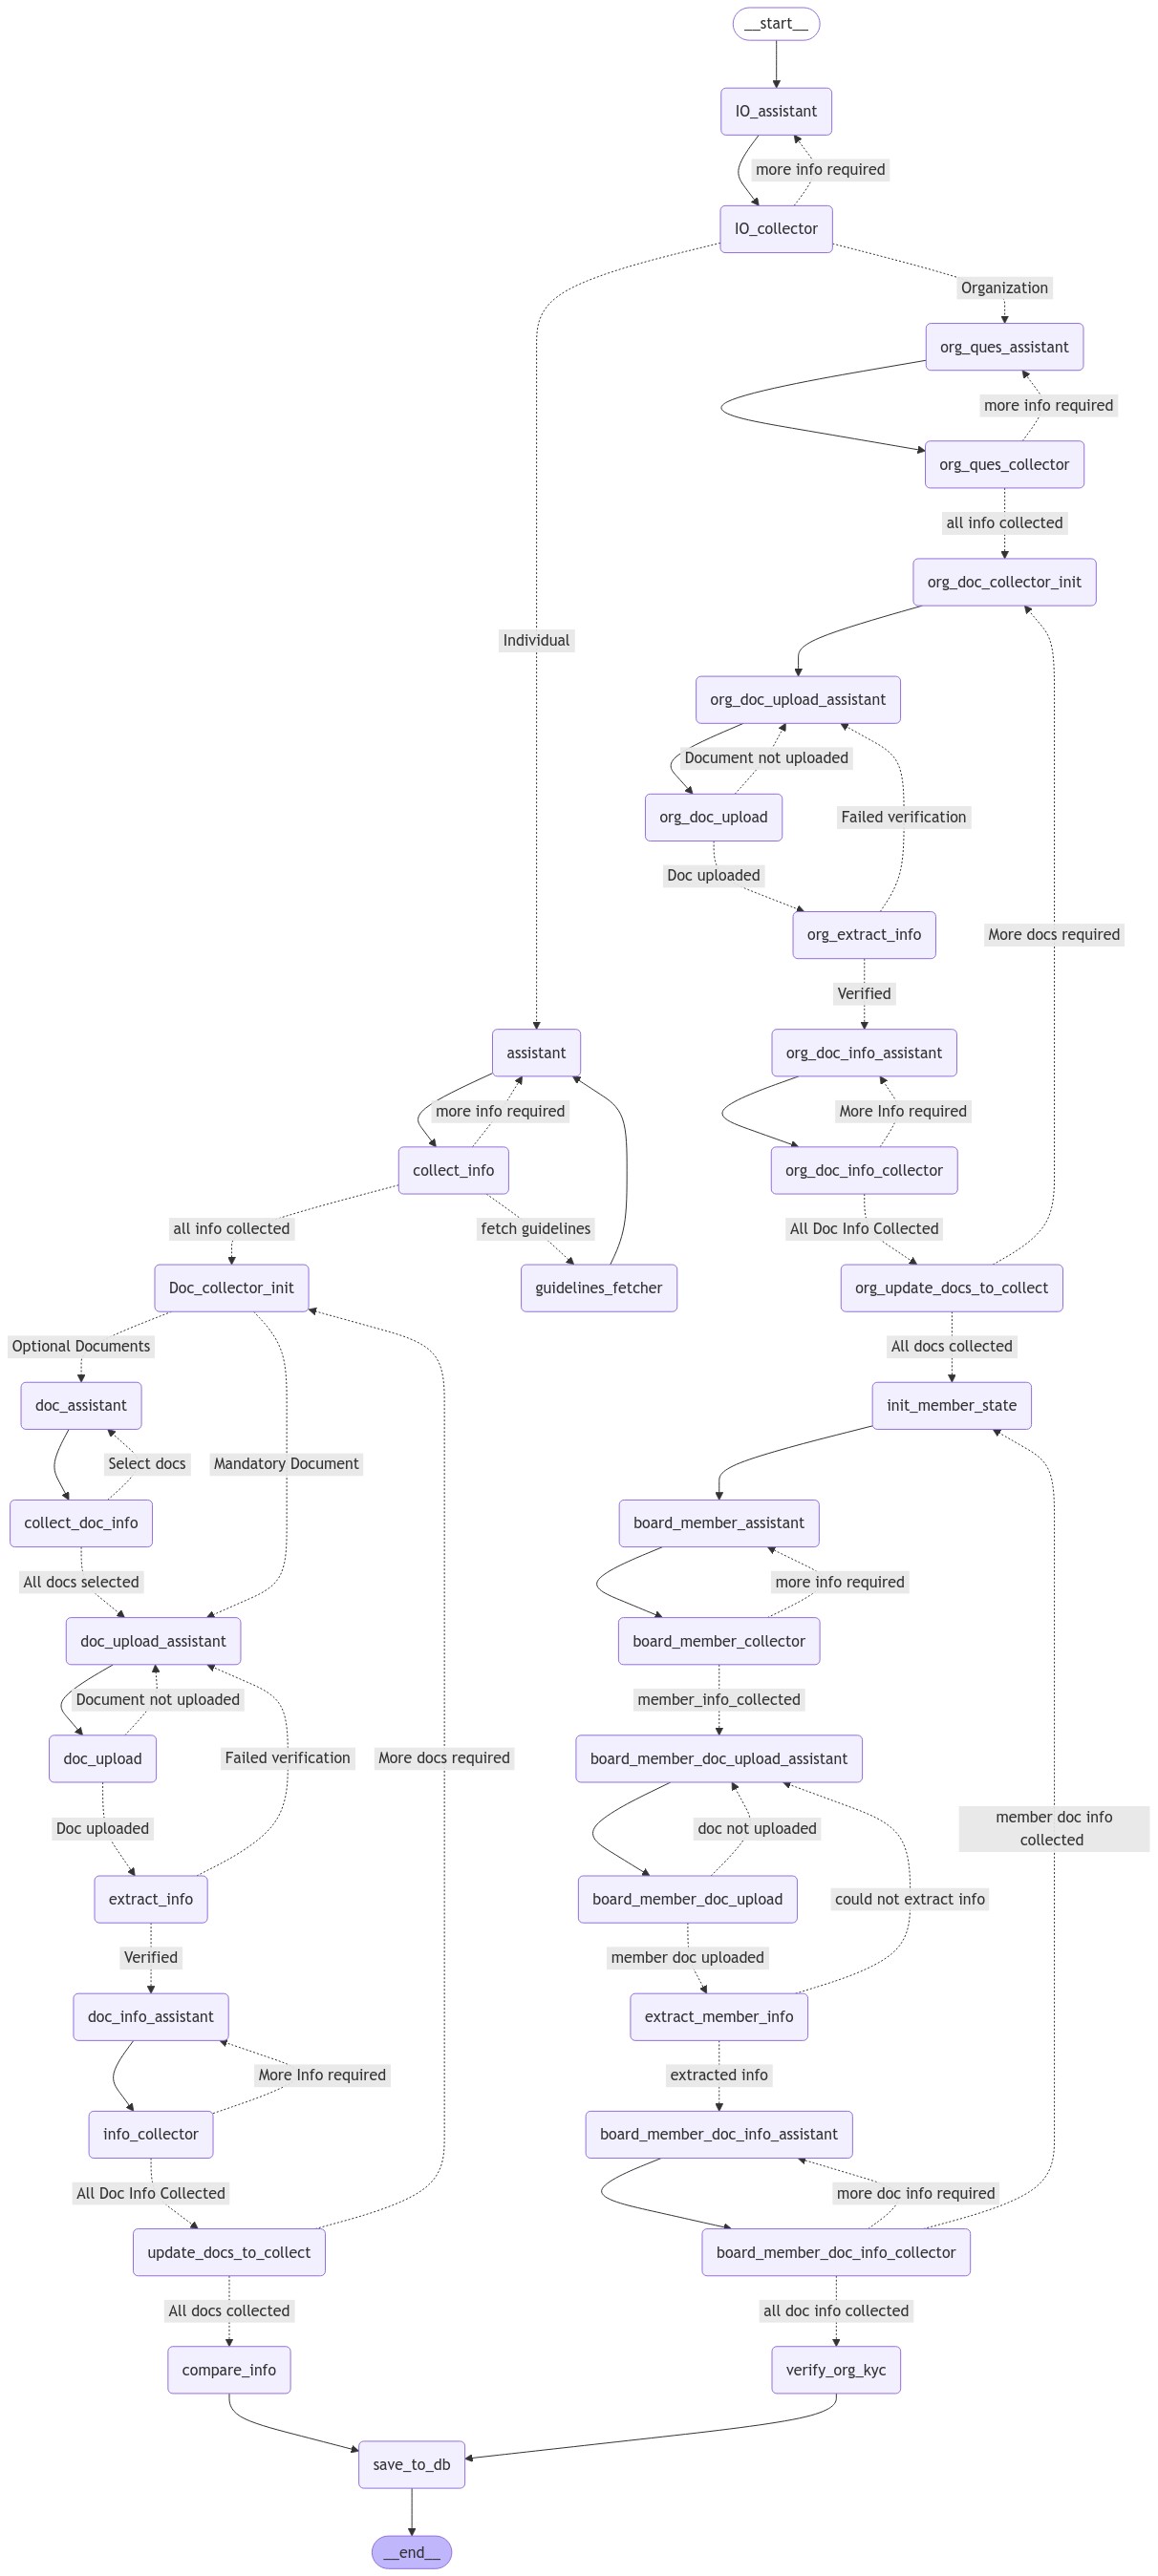 __start__
IO_assistant
more info required
IO_collector
Organization
org_ques_assistant
more info required
org_ques_collector
all info collected
org_doc_collector_init
Individual
org_doc_upload_assistant
Document not uploaded
org_doc_upload
Failed verification
Doc uploaded
org_extract_info
More docs required
Verified
assistant
org_doc_info_assistant
more info required
More Info required
collect_info
org_doc_info_collector
all info collected
fetch guidelines
All Doc Info Collected
Doc_collector_init
guidelines_fetcher
org_update_docs_to_collect
Optional Documents
All docs collected
doc_assistant
init_member_state
Select docs
Mandatory Document
collect_doc_info
board_member_assistant
All docs selected
more info required
doc_upload_assistant
board_member_collector
Document not uploaded
member_info_collected
doc_upload
Failed verification
More docs required
board_member_doc_upload_assistant
Doc uploaded
doc not uploaded
member doc info
collected
extract_info
board_member_doc_upload
could not extract info
Verified
member doc uploaded
doc_info_assistant
extract_member_info
More Info required
extracted info
info_collector
board_member_doc_info_assistant
All Doc Info Collected
more doc info required
update_docs_to_collect
board_member_doc_info_collector
All docs collected
all doc info collected
compare_info
verify_org_kyc
save_to_db
__end__